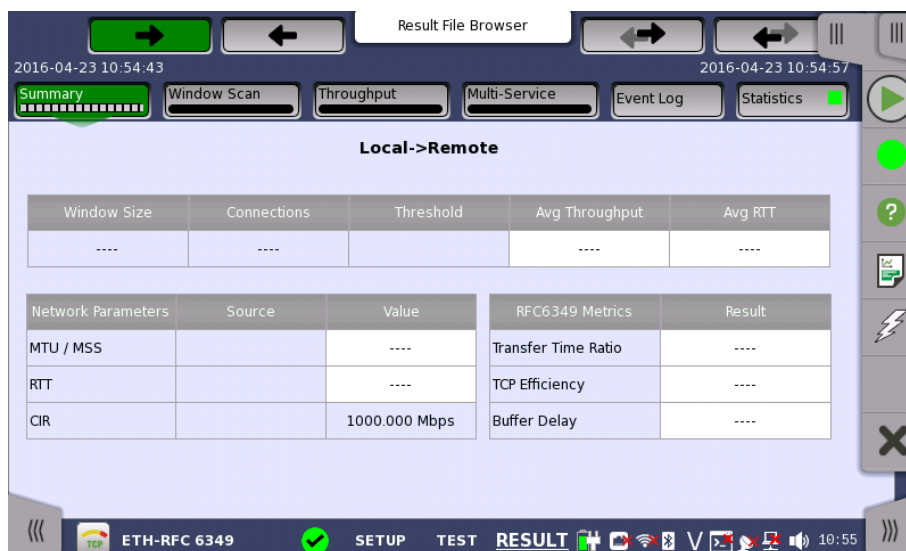 Result File Browser
2016-04-23 10:54:43
2016-04-23 10:54:57
Summary
Window Scan
Throughput
Multi-Service
Event Log
Statistics
Local->Remote
Window Size Connections Threshold Avg Throughput Avg RTT
---- ---- ---- ----
Network Parameters Source Value
MTU / MSS ----
RTT ----
CIR 1000.000 Mbps
RFC6349 Metrics Result
Transfer Time Ratio ----
TCP Efficiency ----
Buffer Delay ----
TCP
ETH-RFC 6349
SETUP
TEST
RESULT
V
10:55